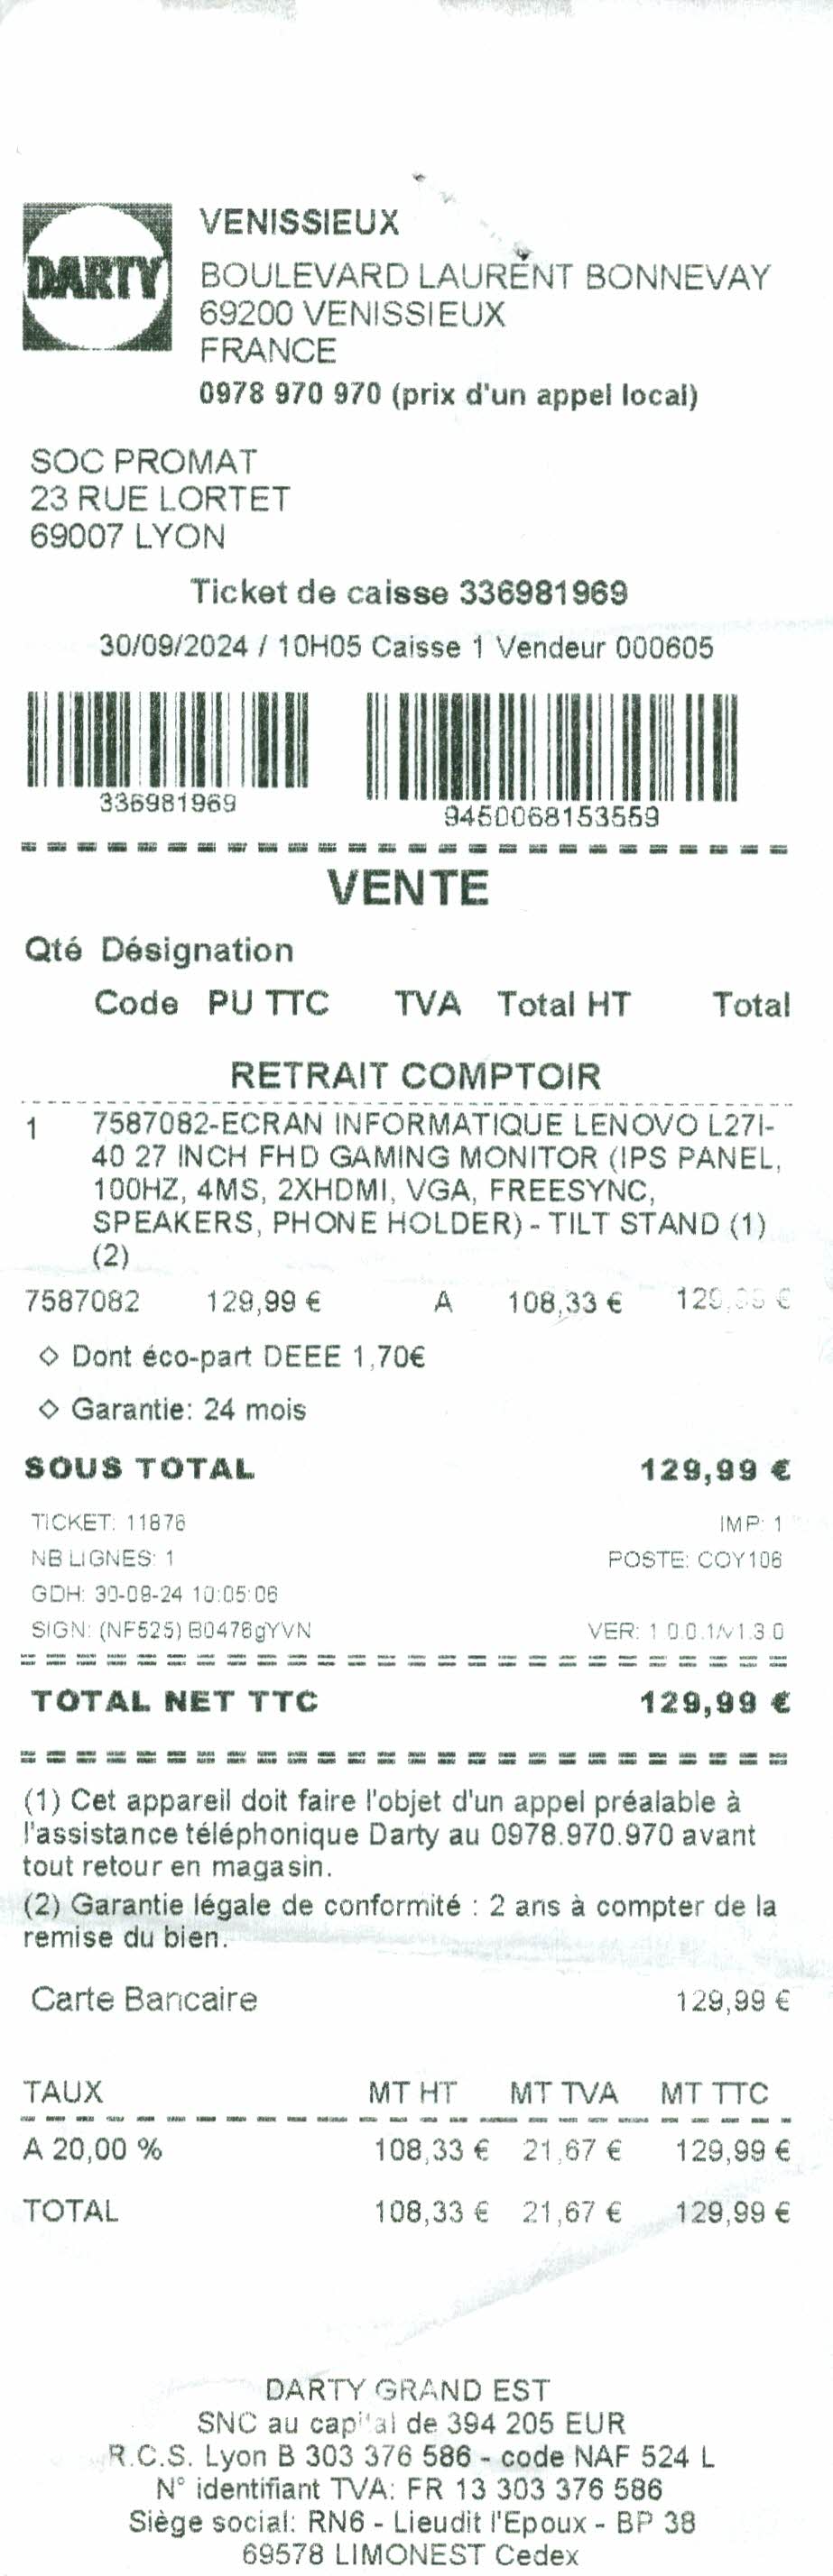 DARTY
VENISSIEUX
BOULEVARD LAURENT BONNEVAY
69200 VENISSIEUX
FRANCE
0978 970 970 (prix d'un appel local)
SOC PROMAT
23 RUE LORTET
69007 LYON
Ticket de caisse 336981969
30/09/2024 / 10H05 Caisse 1 Vendeur 000605
336981969
9450068153559
VENTE
Qté Désignation
Code PU TTC TVA Total HT Total
RETRAIT COMPTOIR
1 7587082-ECRAN INFORMATIQUE LENOVO L27I-
40 27 INCH FHD GAMING MONITOR (IPS PANEL,
100HZ, 4MS, 2XHDMI, VGA, FREESYNC,
SPEAKERS, PHONE HOLDER) - TILT STAND (1)
(2)
7587082 129,99 € A 108,33 € €
◇ Dont éco-part DEEE 1,70€
◇ Garantie: 24 mois
SOUS TOTAL 129,99 €
TICKET: 11876 IMP: 1
NB LIGNES: 1 POSTE: COY106
GDH: 30-09-24 10:05:06
SIGN: (NF525) B0476gYVN VER: 1.0.0.1/v1.3.0
TOTAL NET TTC 129,99 €
(1) Cet appareil doit faire l'objet d'un appel préalable à
l'assistance téléphonique Darty au 0978.970.970 avant
tout retour en magasin.
(2) Garantie légale de conformité : 2 ans à compter de la
remise du bien.
Carte Bancaire 129,99 €
TAUX MT HT MT TVA MT TTC
A 20,00 % 108,33 € 21,67 € 129,99 €
TOTAL 108,33 € 21,67 € 129,99 €
DARTY GRAND EST
SNC au capital de 394 205 EUR
R.C.S. Lyon B 303 376 586 - code NAF 524 L
N° identifiant TVA: FR 13 303 376 586
Siège social: RN6 - Lieudit l'Epoux - BP 38
69578 LIMONEST Cedex